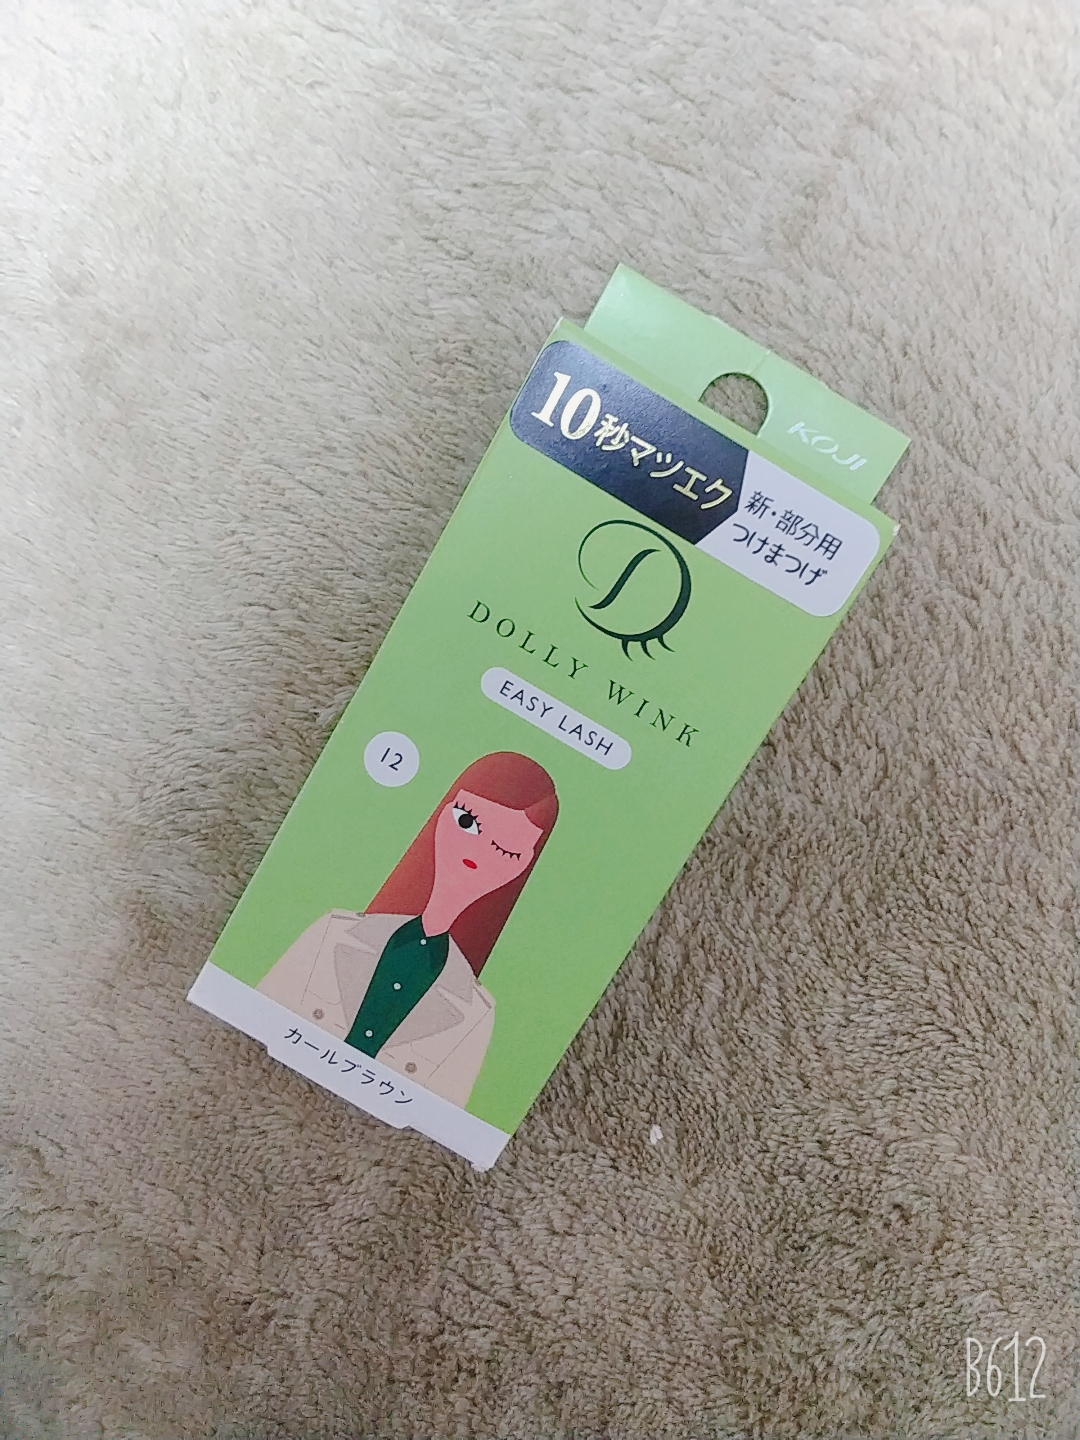 KOJI
10秒マツエク
新・部分用
つけまつげ
DOLLY WINK
EASY LASH
12
カールブラウン
B612